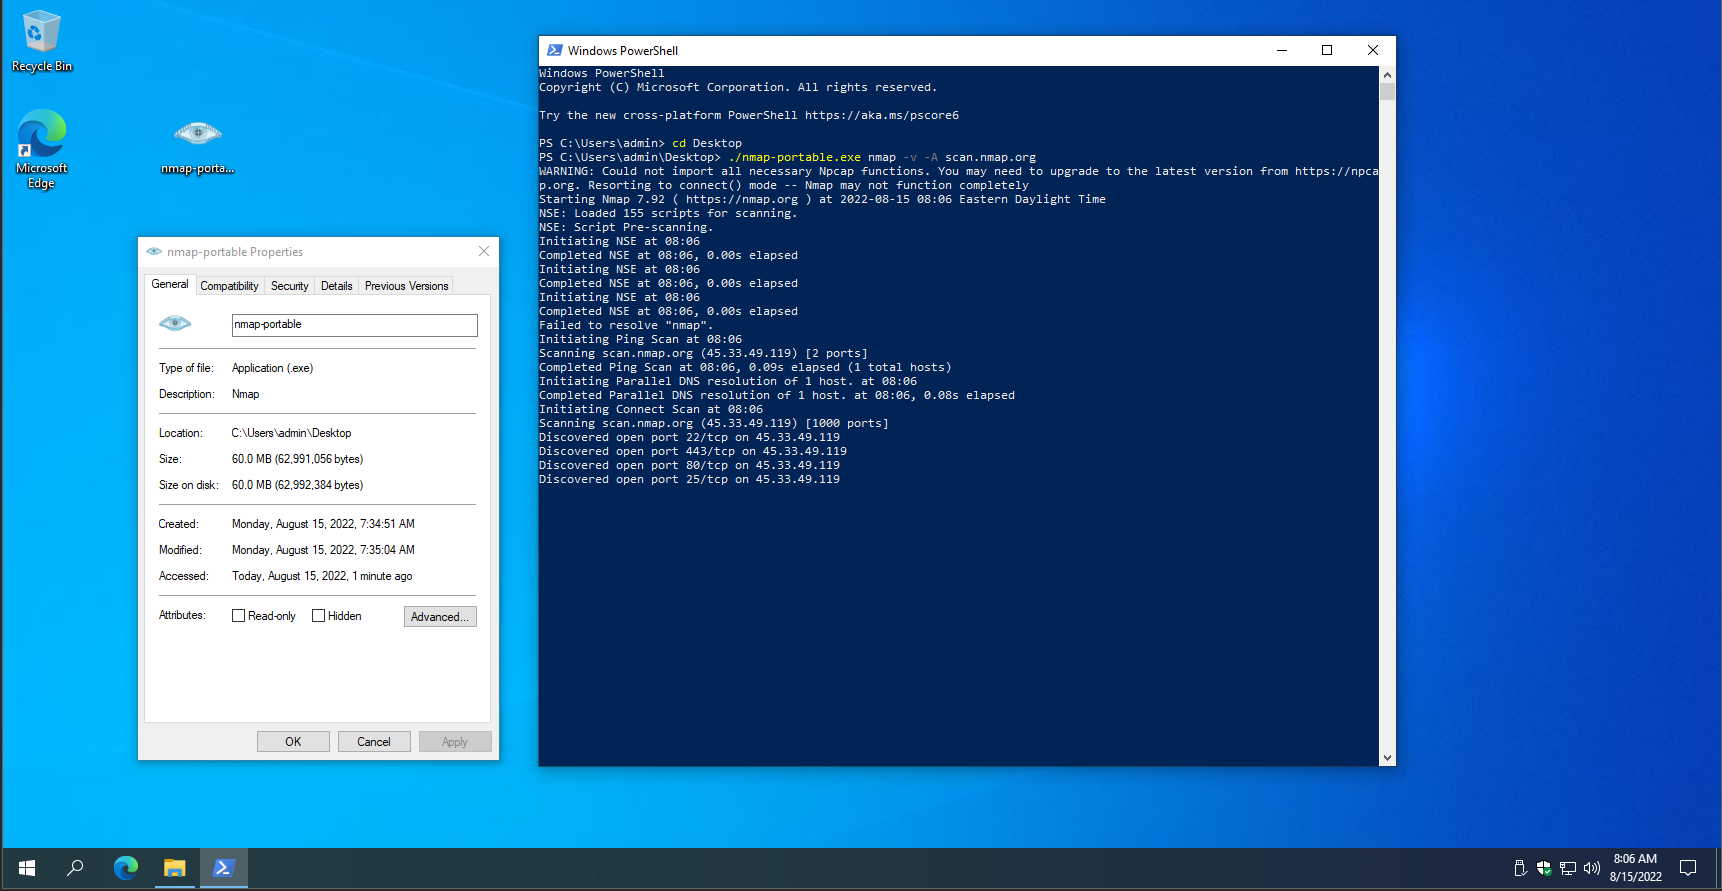 Recycle Bin
Microsoft
Edge
nmap-porta...
nmap-portable Properties
General
Compatibility
Security
Details
Previous Versions
nmap-portable
Type of file:
Application (.exe)
Description:
Nmap
Location:
C:\Users\admin\Desktop
Size:
60.0 MB (62,991,056 bytes)
Size on disk:
60.0 MB (62,992,384 bytes)
Created:
Monday, August 15, 2022, 7:34:51 AM
Modified:
Monday, August 15, 2022, 7:35:04 AM
Accessed:
Today, August 15, 2022, 1 minute ago
Attributes:
Read-only
Hidden
Advanced...
OK
Cancel
Apply
Windows PowerShell
Windows PowerShell
Copyright (C) Microsoft Corporation. All rights reserved.
Try the new cross-platform PowerShell https://aka.ms/pscore6
PS C:\Users\admin> cd Desktop
PS C:\Users\admin\Desktop> ./nmap-portable.exe nmap -v -A scan.nmap.org
WARNING: Could not import all necessary Npcap functions. You may need to upgrade to the latest version from https://npca
p.org. Resorting to connect() mode -- Nmap may not function completely
Starting Nmap 7.92 ( https://nmap.org ) at 2022-08-15 08:06 Eastern Daylight Time
NSE: Loaded 155 scripts for scanning.
NSE: Script Pre-scanning.
Initiating NSE at 08:06
Completed NSE at 08:06, 0.00s elapsed
Initiating NSE at 08:06
Completed NSE at 08:06, 0.00s elapsed
Initiating NSE at 08:06
Completed NSE at 08:06, 0.00s elapsed
Failed to resolve "nmap".
Initiating Ping Scan at 08:06
Scanning scan.nmap.org (45.33.49.119) [2 ports]
Completed Ping Scan at 08:06, 0.09s elapsed (1 total hosts)
Initiating Parallel DNS resolution of 1 host. at 08:06
Completed Parallel DNS resolution of 1 host. at 08:06, 0.08s elapsed
Initiating Connect Scan at 08:06
Scanning scan.nmap.org (45.33.49.119) [1000 ports]
Discovered open port 22/tcp on 45.33.49.119
Discovered open port 443/tcp on 45.33.49.119
Discovered open port 80/tcp on 45.33.49.119
Discovered open port 25/tcp on 45.33.49.119
8:06 AM
8/15/2022